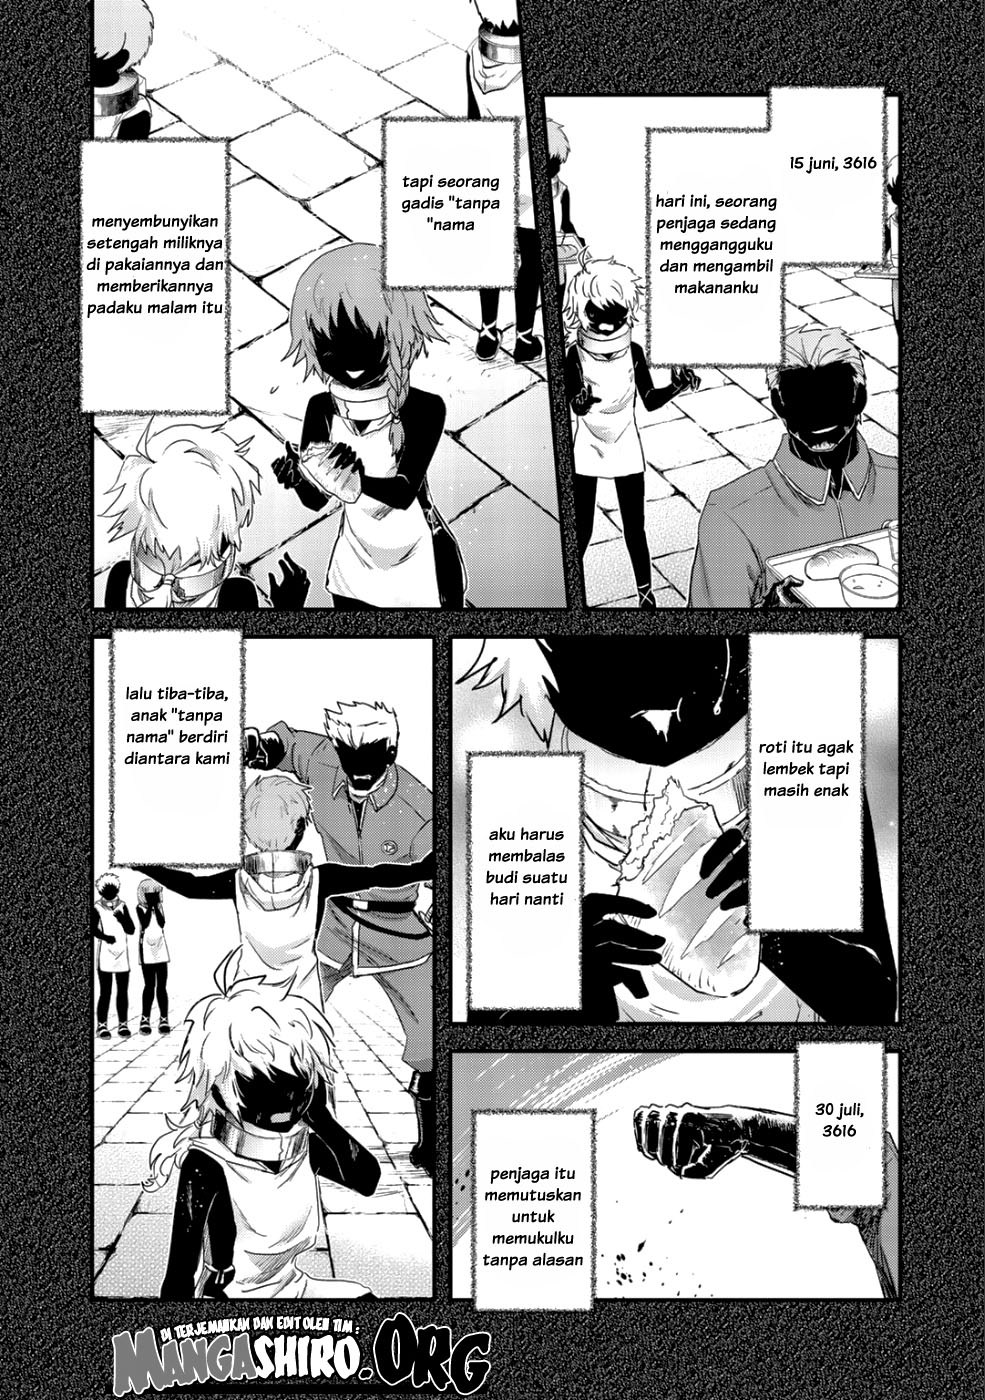 15 juni, 3616
hari ini, seorang
penjaga sedang
menggangguku
dan mengambil
makananku
tapi seorang
gadis "tanpa
"nama
menyembunyikan
setengah miliknya
di pakaiannya dan
memberikannya
padaku malam itu
roti itu agak
lembek tapi
masih enak
aku harus
membalas
budi suatu
hari nanti
30 juli,
3616
penjaga itu
memutuskan
untuk
memukulku
tanpa alasan
lalu tiba-tiba,
anak "tanpa
nama" berdiri
diantara kami
DI TERJEMAHKAN DAN EDIT OLEH TIM :
MANGASHIRO.ORG